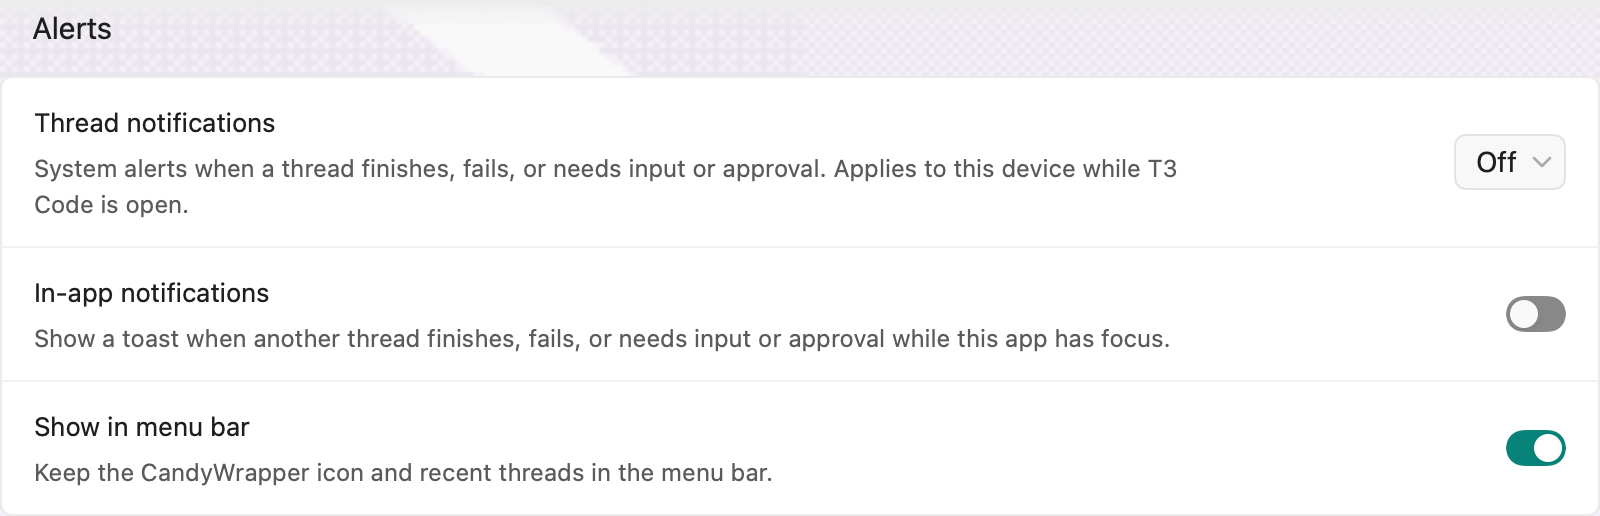 Alerts
Thread notifications
System alerts when a thread finishes, fails, or needs input or approval. Applies to this device while T3
Code is open.
Off
In-app notifications
Show a toast when another thread finishes, fails, or needs input or approval while this app has focus.
Show in menu bar
Keep the CandyWrapper icon and recent threads in the menu bar.